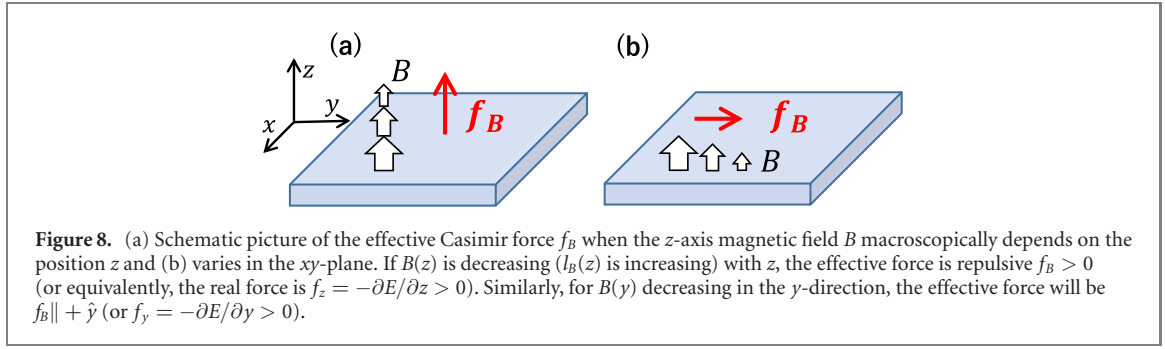 (a)
(b)
z
B
y
x
f_B
f_B
B
Figure 8. (a) Schematic picture of the effective Casimir force f_B when the z-axis magnetic field B macroscopically depends on the
position z and (b) varies in the xy-plane. If B(z) is decreasing (l_B(z) is increasing) with z, the effective force is repulsive f_B > 0
(or equivalently, the real force is f_z = −∂E/∂z > 0). Similarly, for B(y) decreasing in the y-direction, the effective force will be
f_B∥ + ŷ (or f_y = −∂E/∂y > 0).